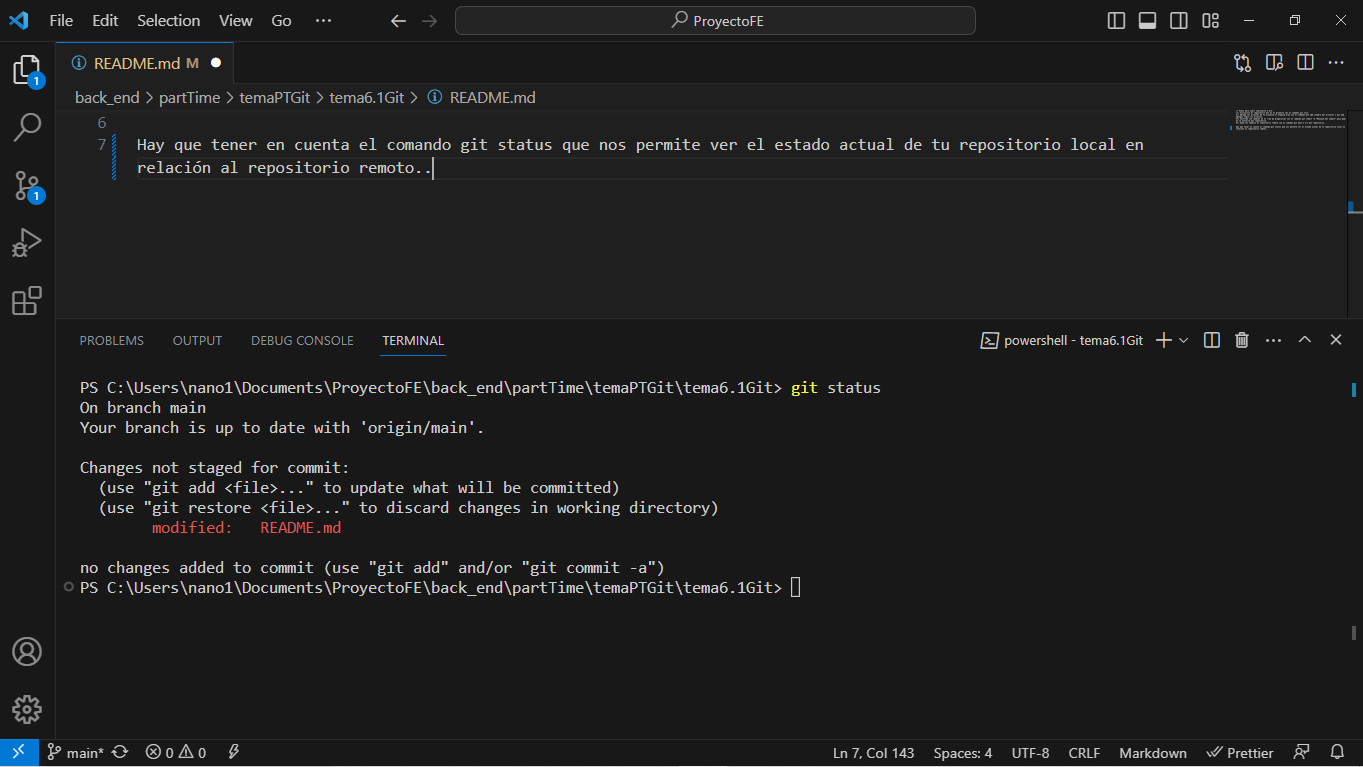 File Edit Selection View Go ··· ProyectoFE
1
README.md M
back_end > partTime > temaPTGit > tema6.1Git > README.md
6
7 Hay que tener en cuenta el comando git status que nos permite ver el estado actual de tu repositorio local en
relación al repositorio remoto..
1
PROBLEMS OUTPUT DEBUG CONSOLE TERMINAL powershell - tema6.1Git
PS C:\Users\nano1\Documents\ProyectoFE\back_end\partTime\temaPTGit\tema6.1Git> git status
On branch main
Your branch is up to date with 'origin/main'.
Changes not staged for commit:
(use "git add <file>..." to update what will be committed)
(use "git restore <file>..." to discard changes in working directory)
modified: README.md
no changes added to commit (use "git add" and/or "git commit -a")
PS C:\Users\nano1\Documents\ProyectoFE\back_end\partTime\temaPTGit\tema6.1Git>
main* 0 0 Ln 7, Col 143 Spaces: 4 UTF-8 CRLF Markdown Prettier